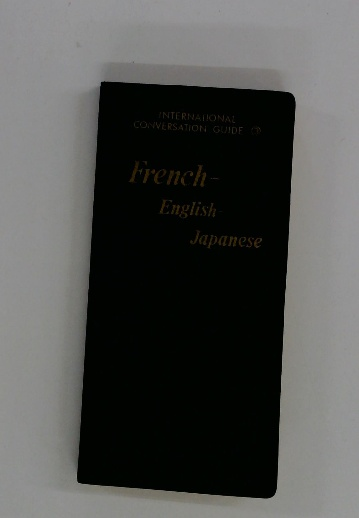 INTERNATIONAL
CONVERSATION GUIDE
French-
English-
Japanese